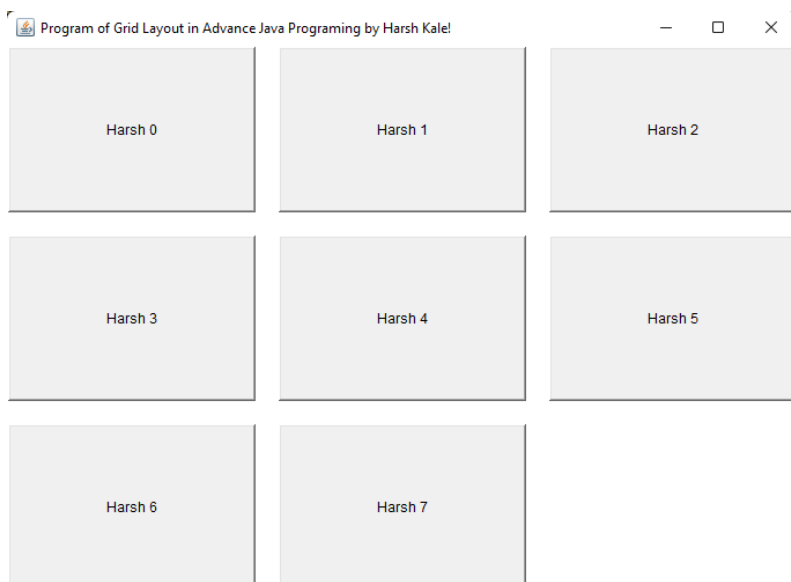 Program of Grid Layout in Advance Java Programing by Harsh Kale!
Harsh 0
Harsh 1
Harsh 2
Harsh 3
Harsh 4
Harsh 5
Harsh 6
Harsh 7